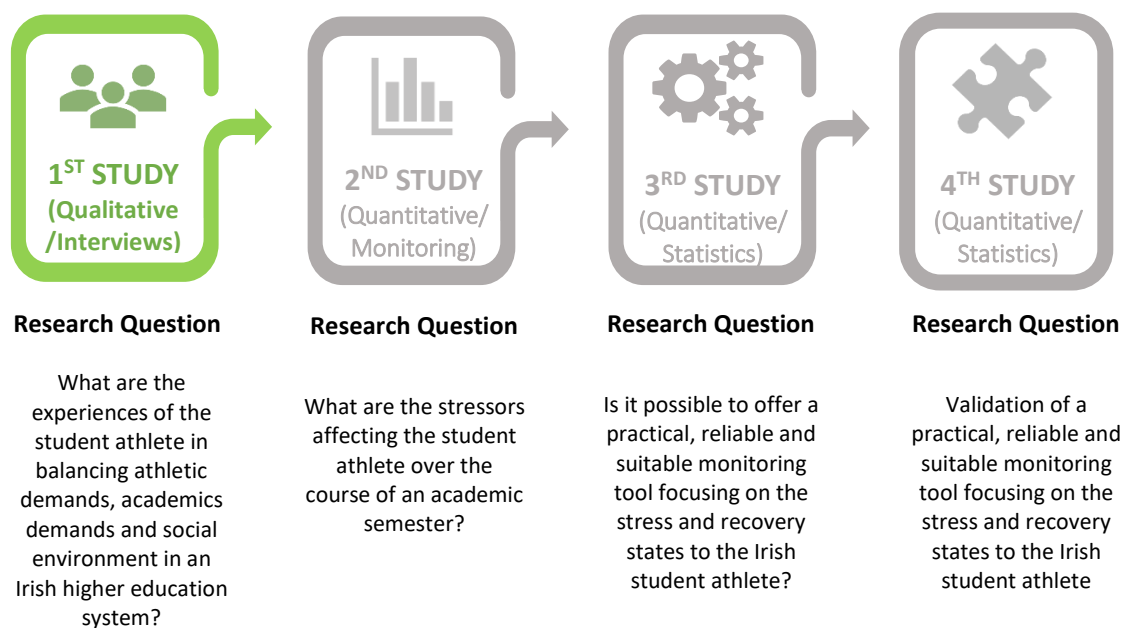 1ST STUDY
(Qualitative
/Interviews)
2ND STUDY
(Quantitative/
Monitoring)
3RD STUDY
(Quantitative/
Statistics)
4TH STUDY
(Quantitative/
Statistics)
Research Question
What are the
experiences of the
student athlete in
balancing athletic
demands, academics
demands and social
environment in an
Irish higher education
system?
Research Question
What are the stressors
affecting the student
athlete over the
course of an academic
semester?
Research Question
Is it possible to offer a
practical, reliable and
suitable monitoring
tool focusing on the
stress and recovery
states to the Irish
student athlete?
Research Question
Validation of a
practical, reliable and
suitable monitoring
tool focusing on the
stress and recovery
states to the Irish
student athlete